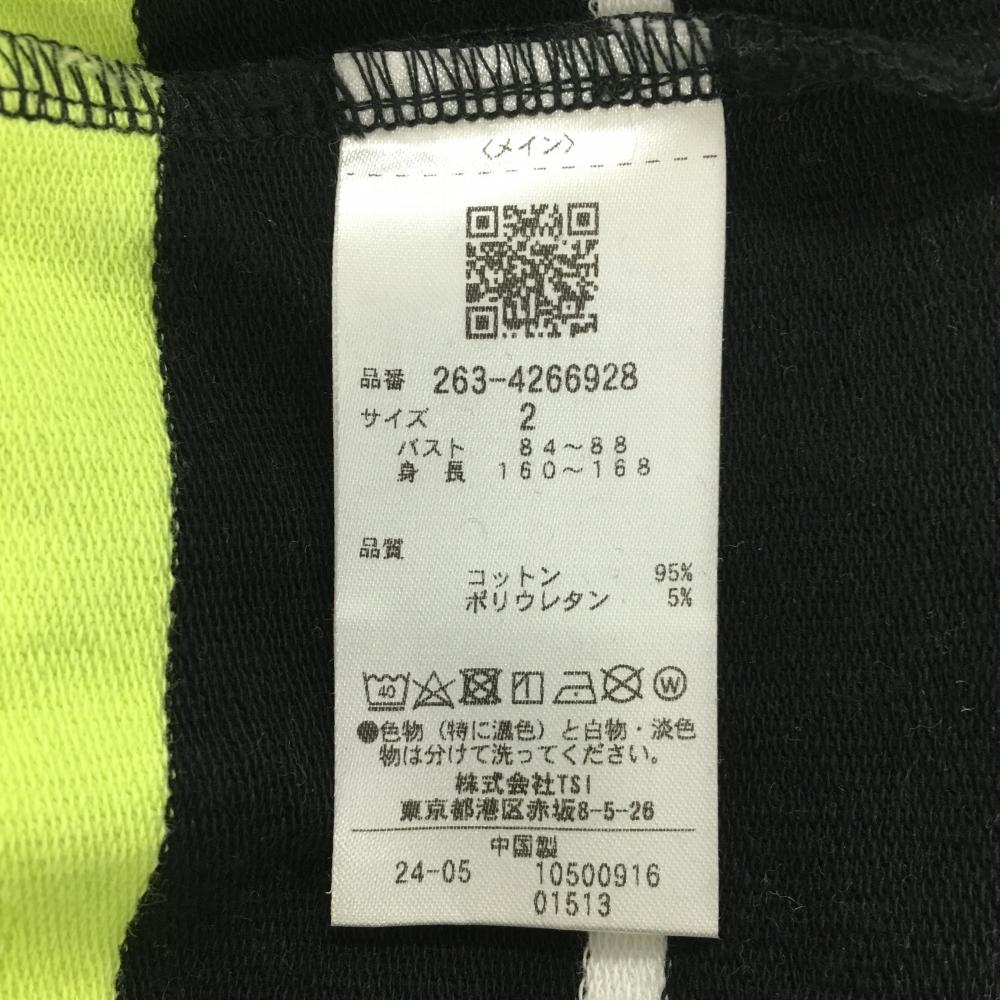 〈メイン〉
品番 263-4266928
サイズ 2
バスト 84〜88
身長 160〜168
品質
コットン 95%
ポリウレタン 5%
40 W
●色物（特に濃色）と白物・淡色
物は分けて洗ってください。
株式会社TSI
東京都港区赤坂8-5-26
中国製
24-05 10500916
01513